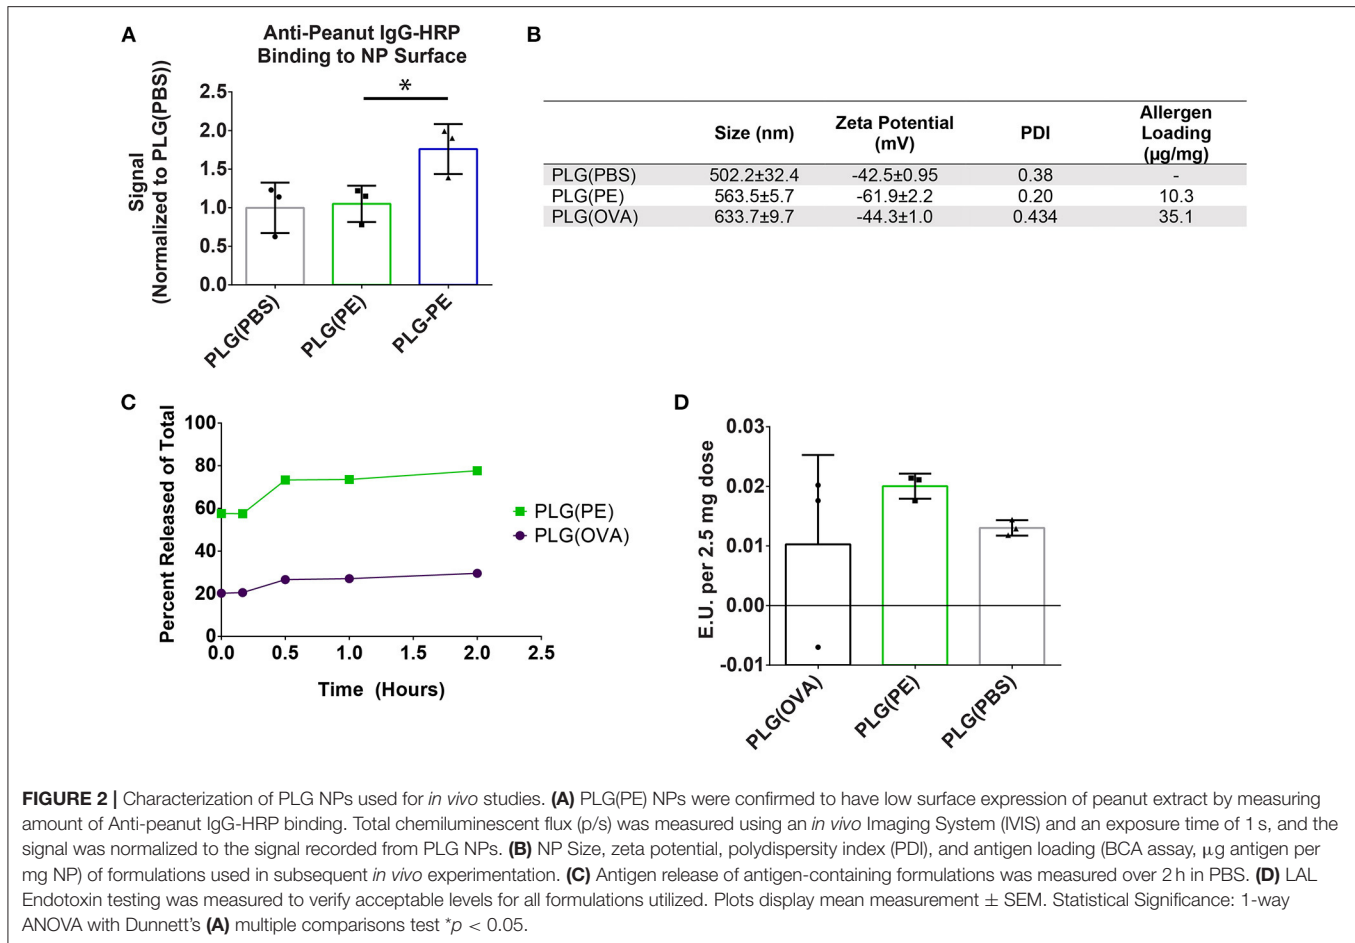 A
Anti-Peanut IgG-HRP
Binding to NP Surface
*
Signal
(Normalized to PLG(PBS))
2.5
2.0
1.5
1.0
0.5
0.0
PLG(PBS)
PLG(PE)
PLG-PE
B
Size (nm) Zeta Potential (mV) PDI Allergen Loading (µg/mg)
PLG(PBS) 502.2±32.4 -42.5±0.95 0.38 -
PLG(PE) 563.5±5.7 -61.9±2.2 0.20 10.3
PLG(OVA) 633.7±9.7 -44.3±1.0 0.434 35.1
C
Percent Released of Total
100
80
60
40
20
0
0.0 0.5 1.0 1.5 2.0 2.5
Time (Hours)
PLG(PE)
PLG(OVA)
D
E.U. per 2.5 mg dose
0.03
0.02
0.01
0.00
-0.01
PLG(OVA)
PLG(PE)
PLG(PBS)
FIGURE 2 | Characterization of PLG NPs used for in vivo studies. (A) PLG(PE) NPs were confirmed to have low surface expression of peanut extract by measuring
amount of Anti-peanut IgG-HRP binding. Total chemiluminescent flux (p/s) was measured using an in vivo Imaging System (IVIS) and an exposure time of 1 s, and the
signal was normalized to the signal recorded from PLG NPs. (B) NP Size, zeta potential, polydispersity index (PDI), and antigen loading (BCA assay, µg antigen per
mg NP) of formulations used in subsequent in vivo experimentation. (C) Antigen release of antigen-containing formulations was measured over 2 h in PBS. (D) LAL
Endotoxin testing was measured to verify acceptable levels for all formulations utilized. Plots display mean measurement ± SEM. Statistical Significance: 1-way
ANOVA with Dunnett's (A) multiple comparisons test *p < 0.05.